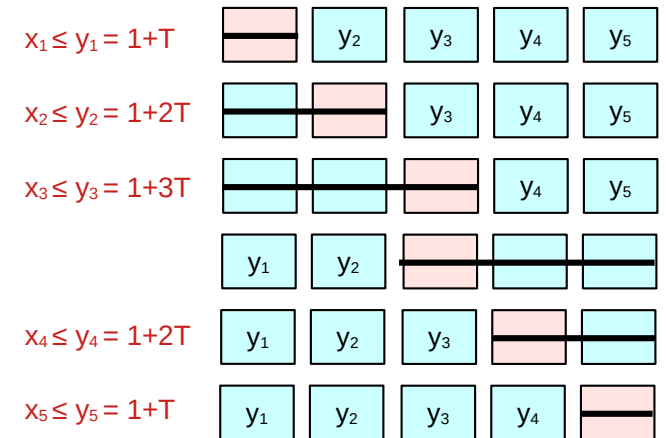 x₁ ≤ y₁ = 1+T y₂ y₃ y₄ y₅
x₂ ≤ y₂ = 1+2T y₃ y₄ y₅
x₃ ≤ y₃ = 1+3T y₄ y₅
y₁ y₂
x₄ ≤ y₄ = 1+2T y₁ y₂ y₃
x₅ ≤ y₅ = 1+T y₁ y₂ y₃ y₄